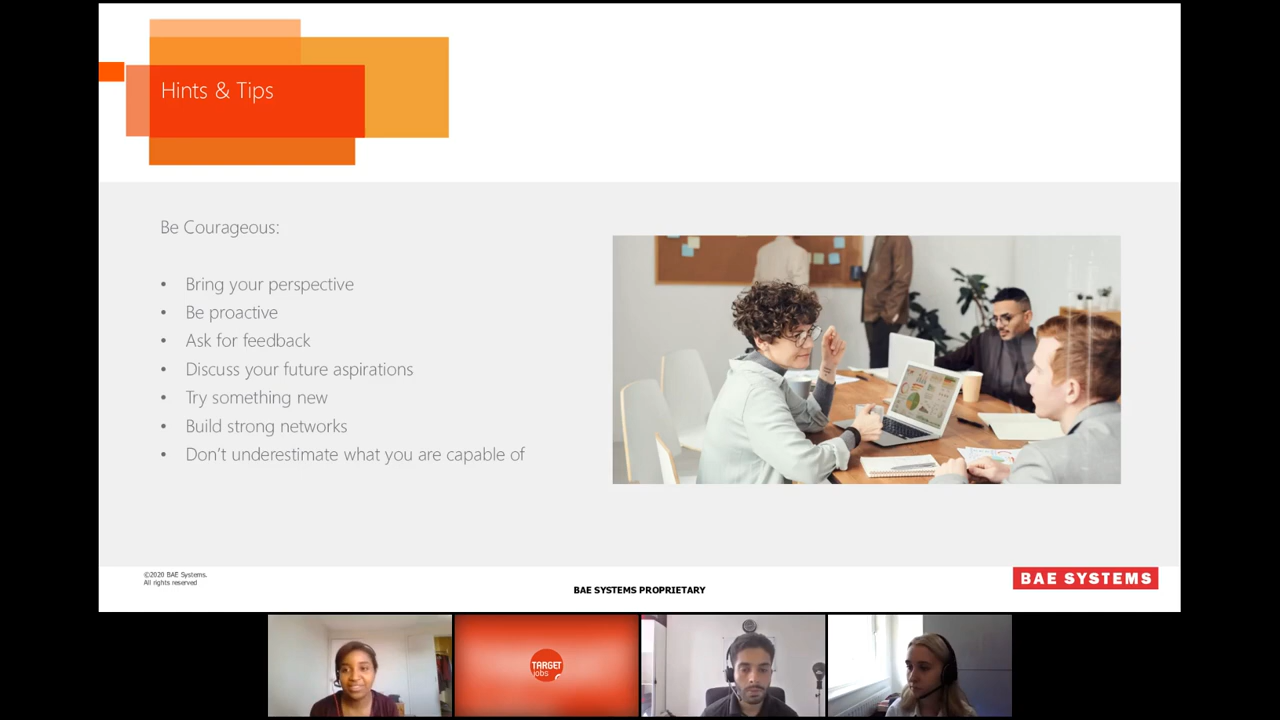 Hints & Tips
Be Courageous:
• Bring your perspective
• Be proactive
• Ask for feedback
• Discuss your future aspirations
• Try something new
• Build strong networks
• Don’t underestimate what you are capable of
©2020 BAE Systems.
All rights reserved
BAE SYSTEMS PROPRIETARY
BAE SYSTEMS
TARGET
jobs